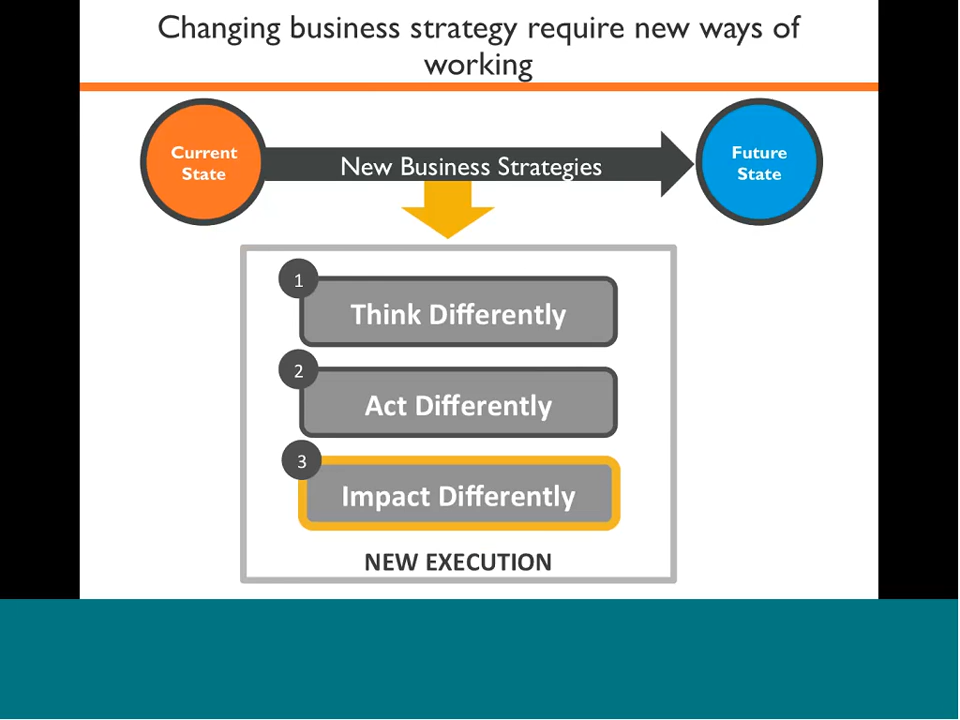 Changing business strategy require new ways of
working
Current
State
New Business Strategies
Future
State
1
Think Differently
2
Act Differently
3
Impact Differently
NEW EXECUTION